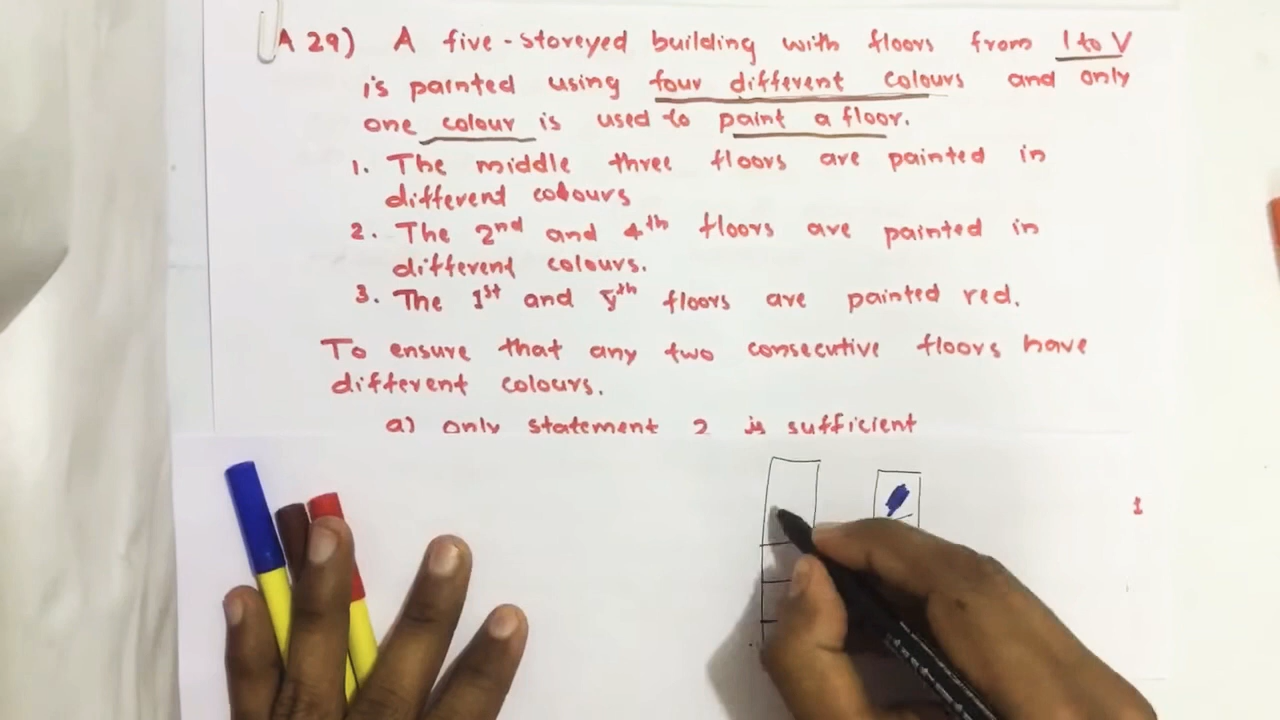 A 29) A five-storeyed building with floors from I to V
is painted using four different colours and only
one colour is used to paint a floor.
1. The middle three floors are painted in
different colours
2. The 2nd and 4th floors are painted in
different colours.
3. The 1st and 5th floors are painted red.
To ensure that any two consecutive floors have
different colours.
a) only statement 2 is sufficient
1